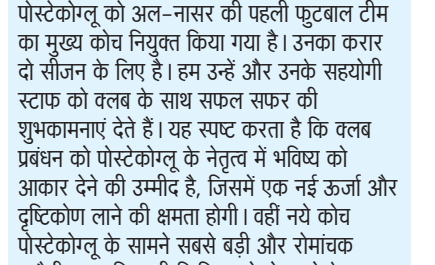 पोस्टेकोग्लू को अल-नासर की पहली फुटबाल टीम
का मुख्य कोच नियुक्त किया गया है। उनका करार
दो सीजन के लिए है। हम उन्हें और उनके सहयोगी
स्टाफ को क्लब के साथ सफल सफर की
शुभकामनाएं देते हैं। यह स्पष्ट करता है कि क्लब
प्रबंधन को पोस्टेकोग्लू के नेतृत्व में भविष्य को
आकार देने की उम्मीद है, जिसमें एक नई ऊर्जा और
दृष्टिकोण लाने की क्षमता होगी। वहीं नये कोच
पोस्टेकोग्लू के सामने सबसे बड़ी और रोमांचक